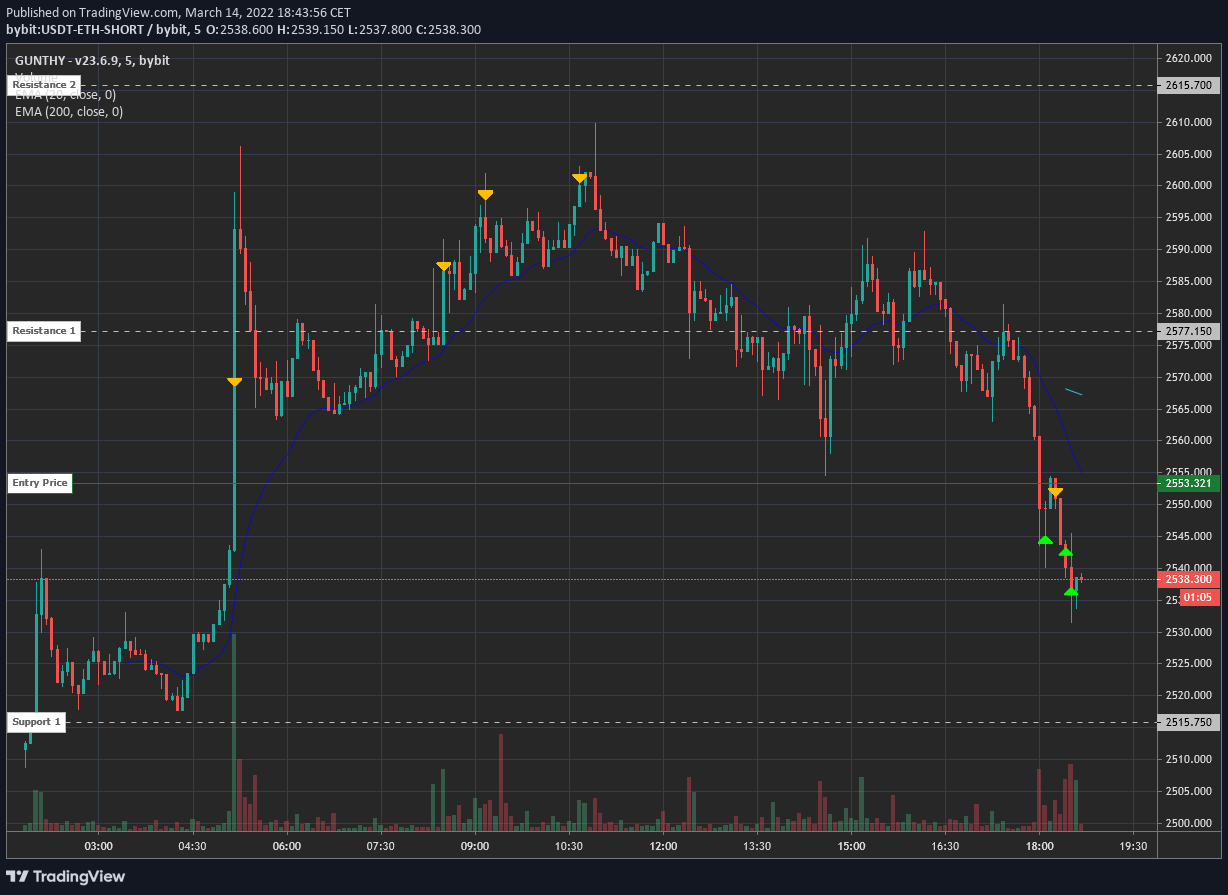 Published on TradingView.com, March 14, 2022 18:43:56 CET
bybit:USDT-ETH-SHORT / bybit, 5 O:2538.600 H:2539.150 L:2537.800 C:2538.300
GUNTHY - v23.6.9, 5, bybit
Volume
Resistance 2
EMA (20, close, 0)
EMA (200, close, 0)
Resistance 1
Entry Price
Support 1
2620.000
2615.700
2610.000
2605.000
2600.000
2595.000
2590.000
2585.000
2580.000
2577.150
2575.000
2570.000
2565.000
2560.000
2555.000
2553.321
2550.000
2545.000
2540.000
2538.300
01:05
2530.000
2525.000
2520.000
2515.750
2510.000
2505.000
2500.000
03:00 04:30 06:00 07:30 09:00 10:30 12:00 13:30 15:00 16:30 18:00 19:30
TradingView